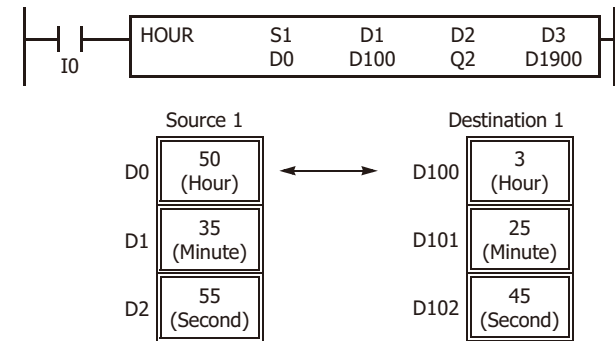 HOUR S1 D1 D2 D3
D0 D100 Q2 D1900
I0
Source 1 Destination 1
D0 50 (Hour) D100 3 (Hour)
D1 35 (Minute) D101 25 (Minute)
D2 55 (Second) D102 45 (Second)